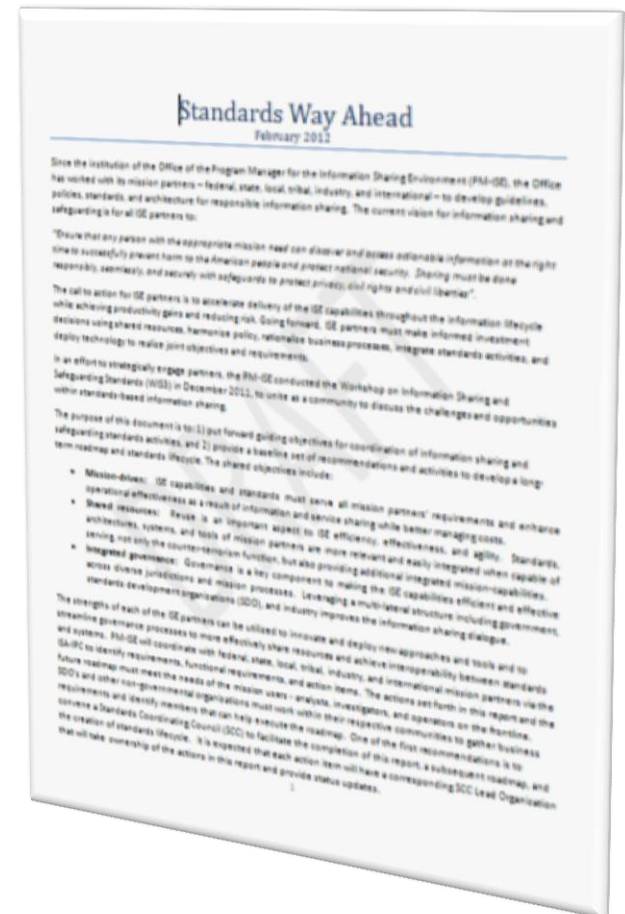 Standards Way Ahead
February 2012
Since the institution of the Office of the Program Manager for the Information Sharing Environment (PM-ISE), the Office
has worked with its mission partners – federal, state, local, tribal, industry, and international – to develop guidelines,
policies, standards, and architecture for responsible information sharing. The current vision for information sharing and
safeguarding is for all ISE partners to:
"Ensure that any person with the appropriate mission need can discover and access actionable information at the right
time to successfully prevent harm to the American people and protect national security. Sharing must be done
responsibly, seamlessly, and securely with safeguards to protect privacy, civil rights and civil liberties".
The call to action for ISE partners is to accelerate delivery of the ISE capabilities throughout the information lifecycle
while achieving productivity gains and reducing risk. Going forward, ISE partners must make informed investment
decisions using shared resources, harmonize policy, rationalize business processes, integrate standards activities, and
deploy technology to realize joint objectives and requirements.
In an effort to strategically engage partners, the PM-ISE conducted the Workshop on Information Sharing and
Safeguarding Standards (WIS3) in December 2011, to unite as a community to discuss the challenges and opportunities
within standards-based information sharing.
The purpose of this document is to: 1) put forward guiding objectives for coordination of information sharing and
safeguarding standards activities, and 2) provide a baseline set of recommendations and activities to develop a long-
term roadmap and standards lifecycle. The shared objectives include:
• Mission-driven: ISE capabilities and standards must serve all mission partners' requirements and enhance
operational effectiveness as a result of information and service sharing while better managing costs.
• Shared resources: Reuse is an important aspect to ISE efficiency, effectiveness, and agility. Standards,
architectures, systems, and tools of mission partners are more relevant and easily integrated when capable of
serving, not only the counter-terrorism function, but also providing additional integrated mission-capabilities.
• Integrated governance: Governance is a key component to making the ISE capabilities efficient and effective
across diverse jurisdictions and mission processes. Leveraging a multi-lateral structure including government,
standards development organizations (SDO), and industry improves the information sharing dialogue.
The strengths of each of the ISE partners can be utilized to innovate and deploy new approaches and tools and to
streamline governance processes to more effectively share resources and achieve interoperability between standards
and systems. PM-ISE will coordinate with federal, state, local, tribal, industry, and international mission partners via the
ISA-IPC to identify requirements, functional requirements, and action items. The actions set forth in this report and the
future roadmap must meet the needs of the mission users - analysts, investigators, and operators on the frontline.
SDO's and other non-governmental organizations must work within their respective communities to gather business
requirements and identify members that can help execute the roadmap. One of the first recommendations is to
convene a Standards Coordinating Council (SCC) to facilitate the completion of this report, a subsequent roadmap, and
the creation of standards lifecycle. It is expected that each action item will have a corresponding SCC Lead Organization
that will take ownership of the actions in this report and provide status updates.
1
DRAFT